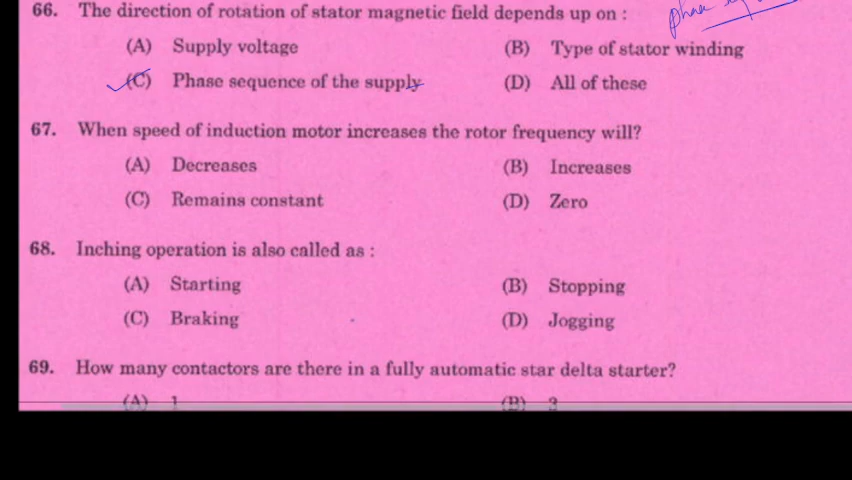 66. The direction of rotation of stator magnetic field depends up on :
(A) Supply voltage (B) Type of stator winding
(C) Phase sequence of the supply (D) All of these
67. When speed of induction motor increases the rotor frequency will?
(A) Decreases (B) Increases
(C) Remains constant (D) Zero
68. Inching operation is also called as :
(A) Starting (B) Stopping
(C) Braking (D) Jogging
69. How many contactors are there in a fully automatic star delta starter?
(A) 1 (B) 3